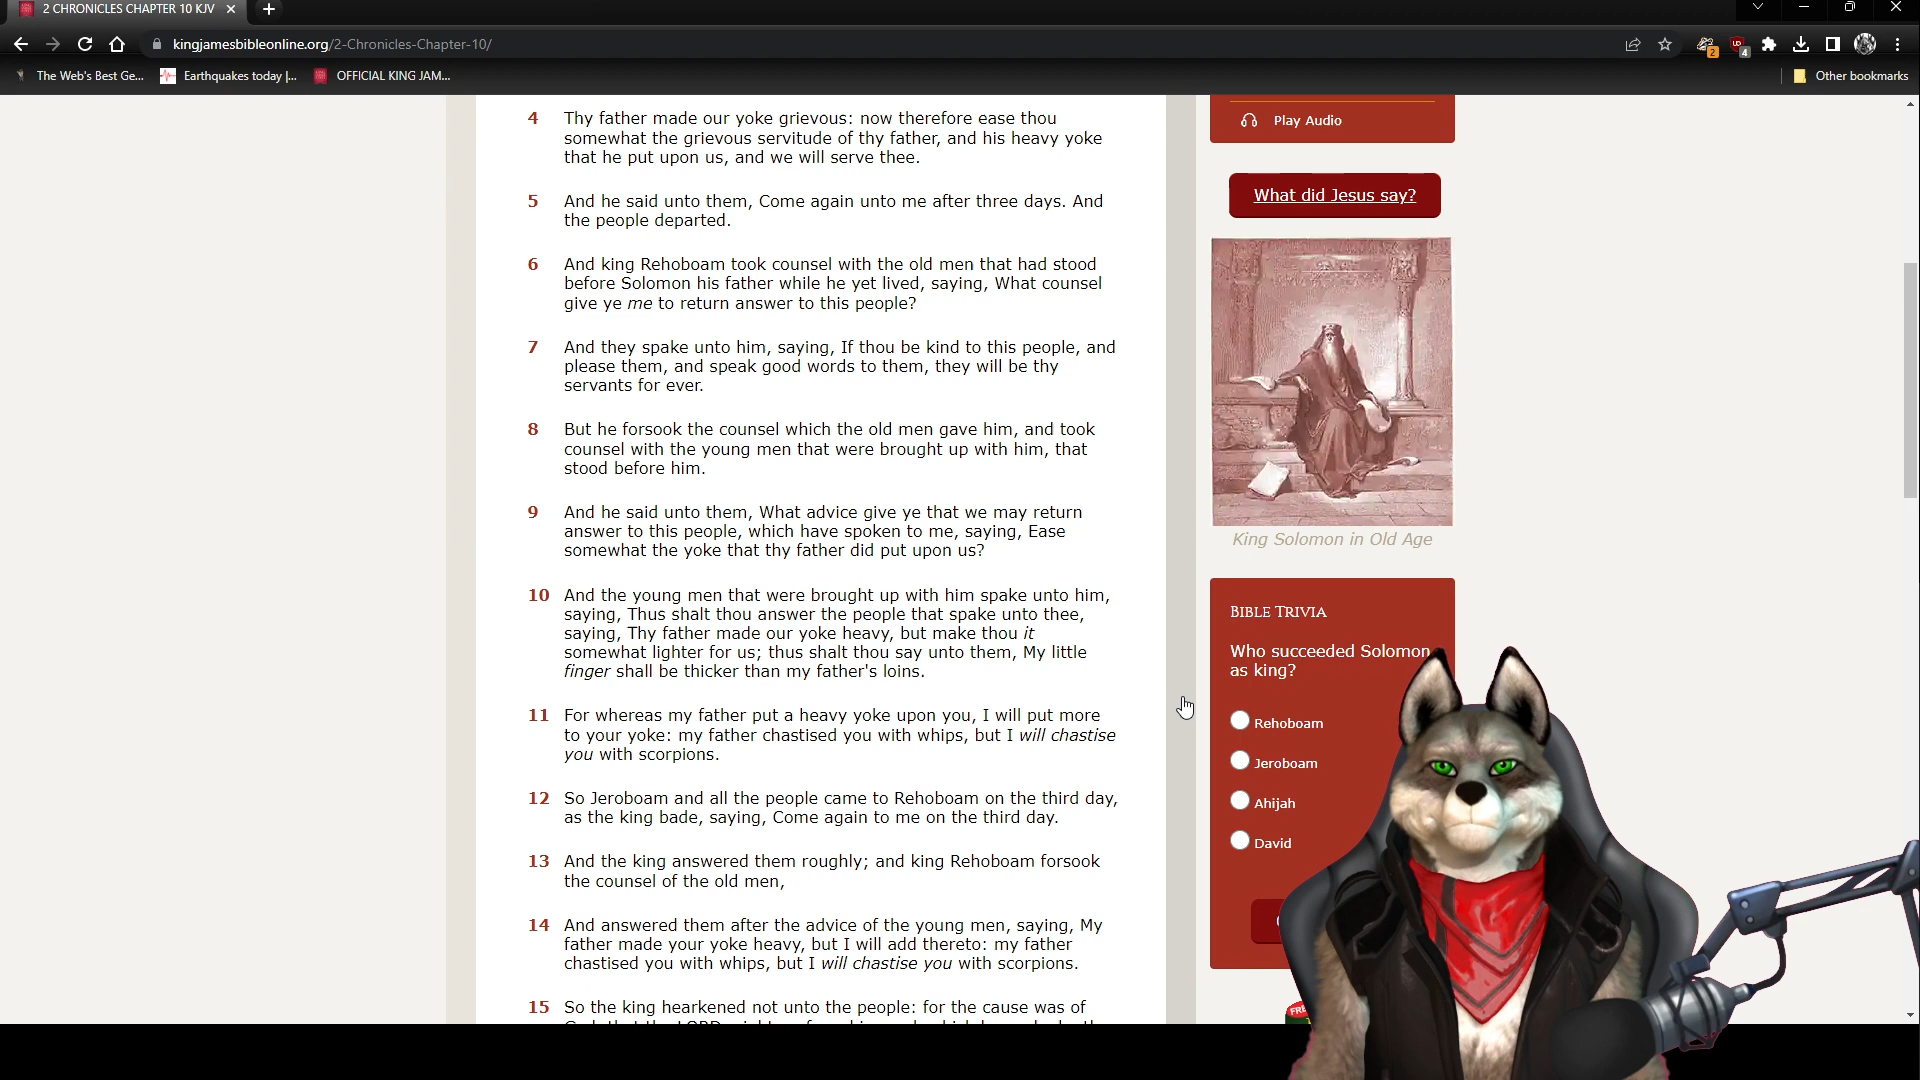 2 CHRONICLES CHAPTER 10 KJV
kingjamesbibleonline.org/2-Chronicles-Chapter-10/
2
4
The Web's Best Ge...
Earthquakes today |...
OFFICIAL KING JAM...
Other bookmarks
4 Thy father made our yoke grievous: now therefore ease thou
somewhat the grievous servitude of thy father, and his heavy yoke
that he put upon us, and we will serve thee.
5 And he said unto them, Come again unto me after three days. And
the people departed.
6 And king Rehoboam took counsel with the old men that had stood
before Solomon his father while he yet lived, saying, What counsel
give ye me to return answer to this people?
7 And they spake unto him, saying, If thou be kind to this people, and
please them, and speak good words to them, they will be thy
servants for ever.
8 But he forsook the counsel which the old men gave him, and took
counsel with the young men that were brought up with him, that
stood before him.
9 And he said unto them, What advice give ye that we may return
answer to this people, which have spoken to me, saying, Ease
somewhat the yoke that thy father did put upon us?
10 And the young men that were brought up with him spake unto him,
saying, Thus shalt thou answer the people that spake unto thee,
saying, Thy father made our yoke heavy, but make thou it
somewhat lighter for us; thus shalt thou say unto them, My little
finger shall be thicker than my father's loins.
11 For whereas my father put a heavy yoke upon you, I will put more
to your yoke: my father chastised you with whips, but I will chastise
you with scorpions.
12 So Jeroboam and all the people came to Rehoboam on the third day,
as the king bade, saying, Come again to me on the third day.
13 And the king answered them roughly; and king Rehoboam forsook
the counsel of the old men,
14 And answered them after the advice of the young men, saying, My
father made your yoke heavy, but I will add thereto: my father
chastised you with whips, but I will chastise you with scorpions.
15 So the king hearkened not unto the people: for the cause was of
Play Audio
What did Jesus say?
King Solomon in Old Age
BIBLE TRIVIA
Who succeeded Solomon
as king?
Rehoboam
Jeroboam
Ahijah
David